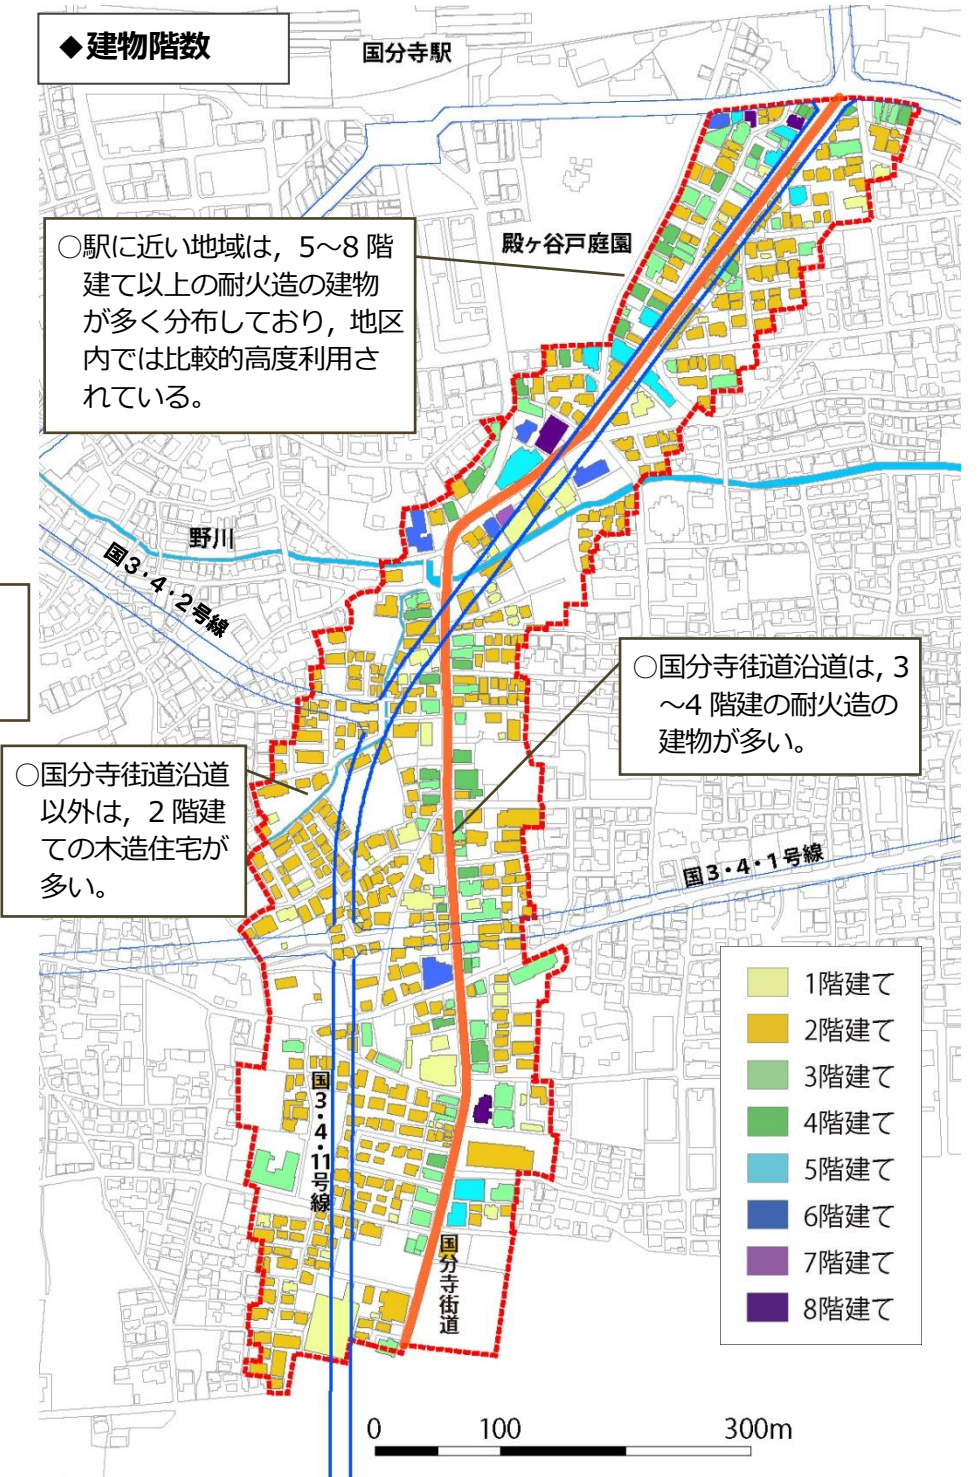 ◆建物階数
国分寺駅
○駅に近い地域は，5～8 階
建て以上の耐火造の建物
が多く分布しており，地区
内では比較的高度利用さ
れている。
殿ヶ谷戸庭園
野川
国3・4・2号線
○国分寺街道沿道は，3
～4 階建の耐火造の
建物が多い。
○国分寺街道沿道
以外は，2 階建
ての木造住宅が
多い。
国3・4・1号線
国3・4・11号線
国分寺街道
1階建て
2階建て
3階建て
4階建て
5階建て
6階建て
7階建て
8階建て
0 100 300m